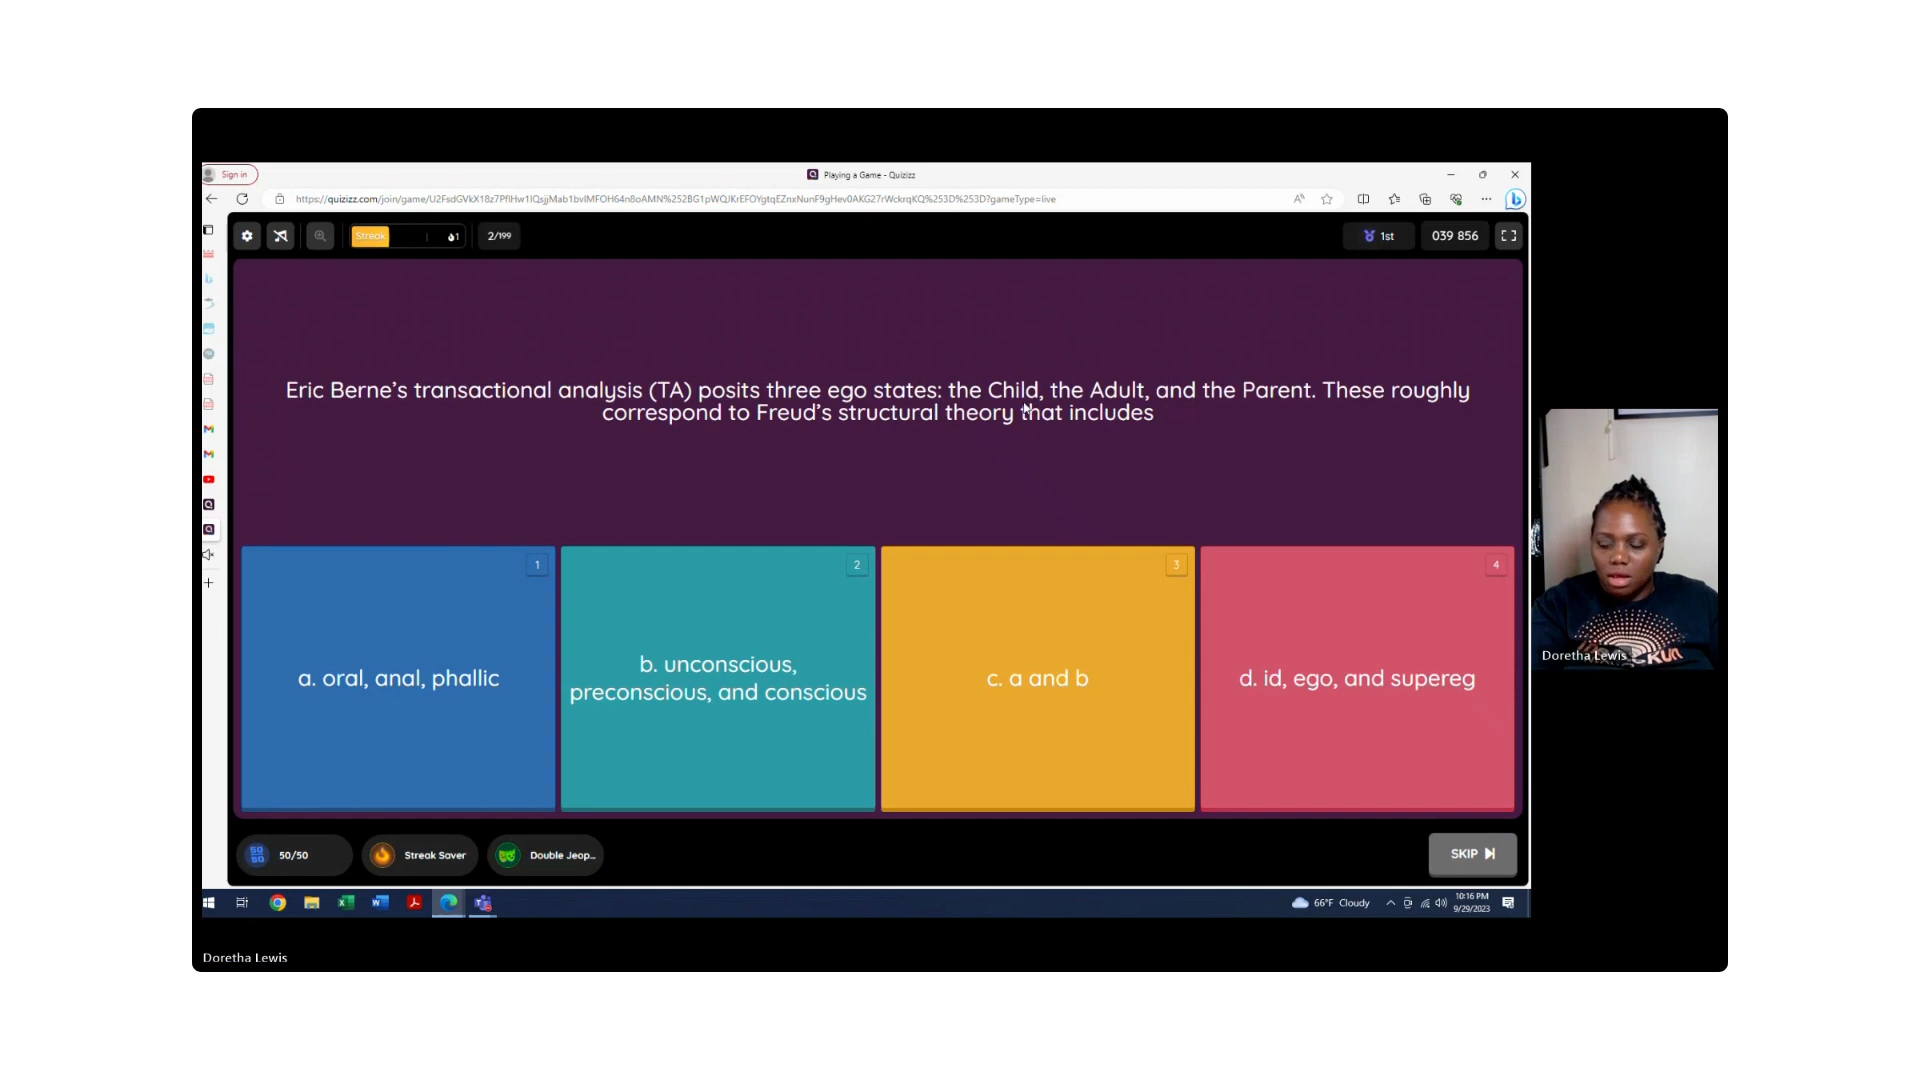 Sign in
Playing a Game - Quizizz
Streak
1
2/199
1st
039 856
Eric Berne's transactional analysis (TA) posits three ego states: the Child, the Adult, and the Parent. These roughly
correspond to Freud's structural theory that includes
1
2
3
4
a. oral, anal, phallic
b. unconscious,
preconscious, and conscious
c. a and b
d. id, ego, and supereg
50/50
Streak Saver
Double Jeop...
SKIP
66°F Cloudy
10:16 PM
9/29/2023
Doretha Lewis
Doretha Lewis